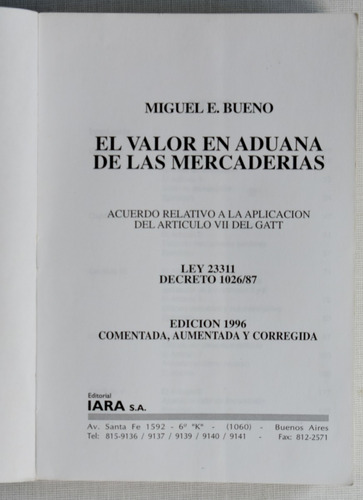 MIGUEL E. BUENO
EL VALOR EN ADUANA
DE LAS MERCADERIAS
ACUERDO RELATIVO A LA APLICACION
DEL ARTICULO VII DEL GATT
LEY 23311
DECRETO 1026/87
EDICION 1996
COMENTADA, AUMENTADA Y CORREGIDA
Editorial
IARA S.A.
Av. Santa Fe 1592 - 6º "K" - (1060) - Buenos Aires
Tel: 815-9136 / 9137 / 9139 / 9140 / 9141 - Fax: 812-2571